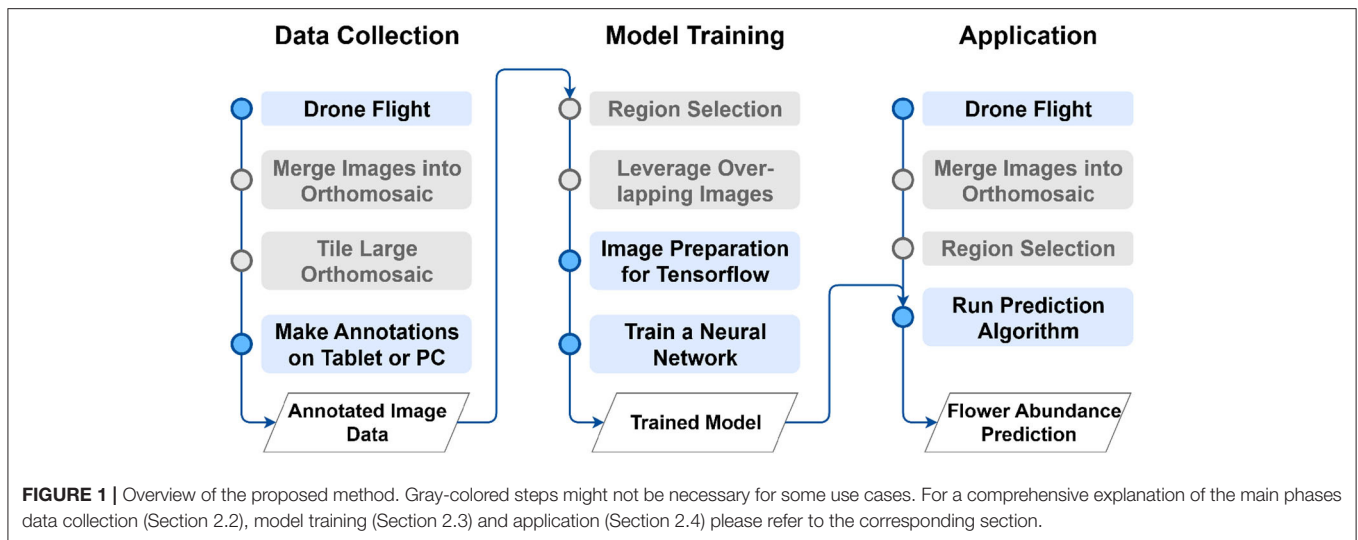 Data Collection
Drone Flight
Merge Images into
Orthomosaic
Tile Large
Orthomosaic
Make Annotations
on Tablet or PC
Annotated Image
Data
Model Training
Region Selection
Leverage Over-
lapping Images
Image Preparation
for Tensorflow
Train a Neural
Network
Trained Model
Application
Drone Flight
Merge Images into
Orthomosaic
Region Selection
Run Prediction
Algorithm
Flower Abundance
Prediction
FIGURE 1 | Overview of the proposed method. Gray-colored steps might not be necessary for some use cases. For a comprehensive explanation of the main phases
data collection (Section 2.2), model training (Section 2.3) and application (Section 2.4) please refer to the corresponding section.